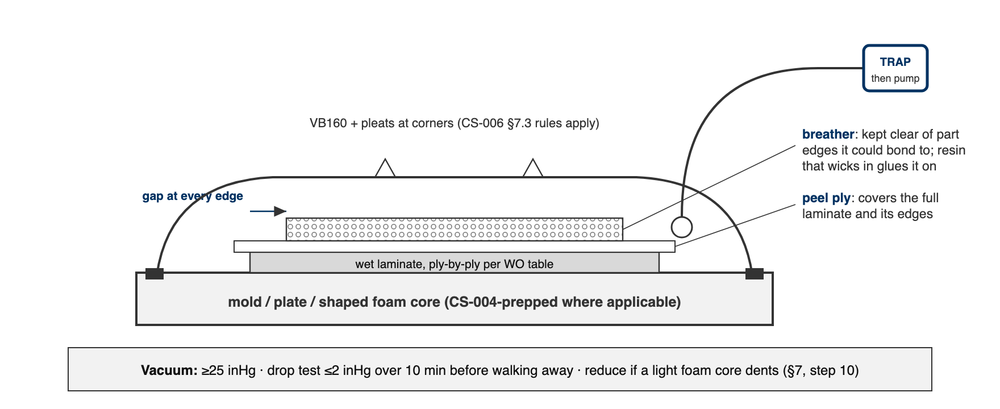 TRAP
then pump
VB160 + pleats at corners (CS-006 §7.3 rules apply)
breather: kept clear of part
edges it could bond to; resin
that wicks in glues it on
gap at every edge
peel ply: covers the full
laminate and its edges
wet laminate, ply-by-ply per WO table
mold / plate / shaped foam core (CS-004-prepped where applicable)
Vacuum: ≥25 inHg · drop test ≤2 inHg over 10 min before walking away · reduce if a light foam core dents (§7, step 10)